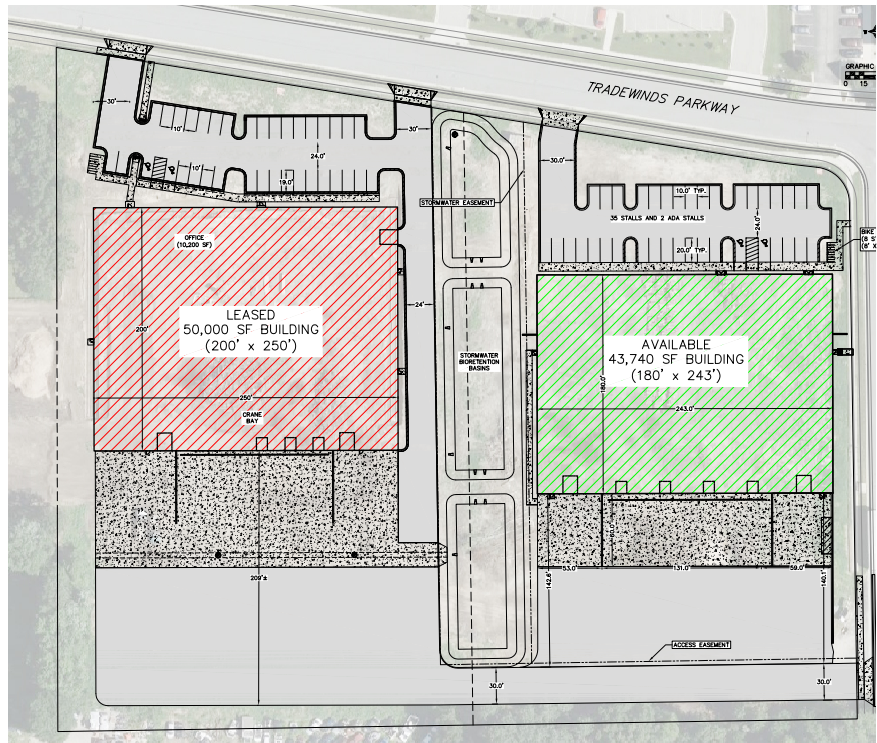 TRADEWINDS PARKWAY
GRAPHIC
0 15
30'
10'
10'
24.0'
19.0'
30'
30.0'
STORMWATER EASEMENT
10.0' TYP.
35 STALLS AND 2 ADA STALLS
24.0'
20.0' TYP.
BIKE
(8 S
(8' X
OFFICE
(10,200 SF)
LEASED
50,000 SF BUILDING
(200' x 250')
200'
250'
CRANE
BAY
24'
STORMWATER
BIORETENTION
BASINS
AVAILABLE
43,740 SF BUILDING
(180' x 243')
180.0'
243.0'
209'±
142.6'
53.0'
131.0'
59.0'
140.1'
ACCESS EASEMENT
30.0'
30.0'